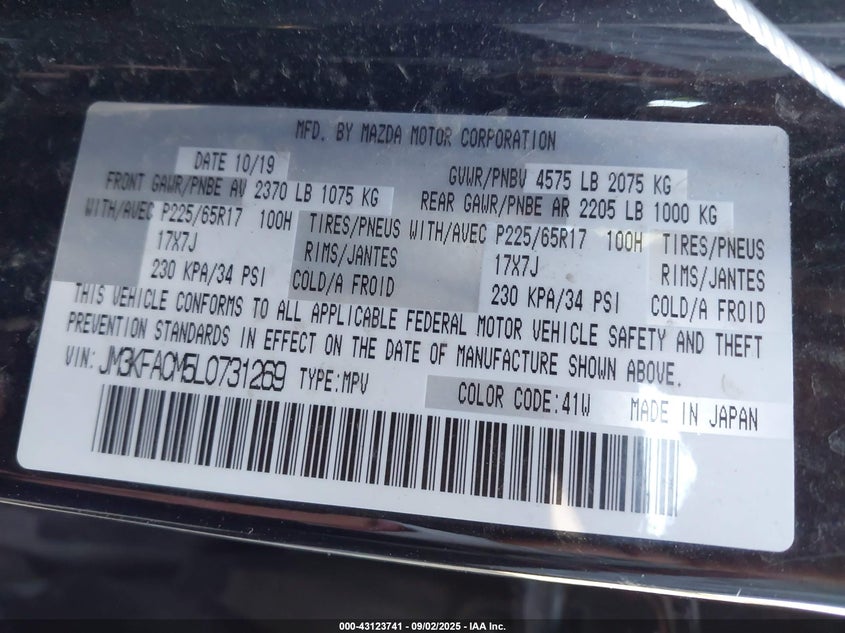 MFD. BY MAZDA MOTOR CORPORATION
DATE 10/19 GVWR/PNBV 4575 LB 2075 KG
FRONT GAWR/PNBE AV 2370 LB 1075 KG REAR GAWR/PNBE AR 2205 LB 1000 KG
WITH/AVEC P225/65R17 100H TIRES/PNEUS WITH/AVEC P225/65R17 100H TIRES/PNEUS
17X7J RIMS/JANTES 17X7J RIMS/JANTES
230 KPA/34 PSI COLD/A FROID 230 KPA/34 PSI COLD/A FROID
THIS VEHICLE CONFORMS TO ALL APPLICABLE FEDERAL MOTOR VEHICLE SAFETY AND THEFT
PREVENTION STANDARDS IN EFFECT ON THE DATE OF MANUFACTURE SHOWN ABOVE.
VIN: JM3KFACM5L0731269 TYPE:MPV COLOR CODE:41W MADE IN JAPAN
000-43123741 - 09/02/2025 - IAA Inc.